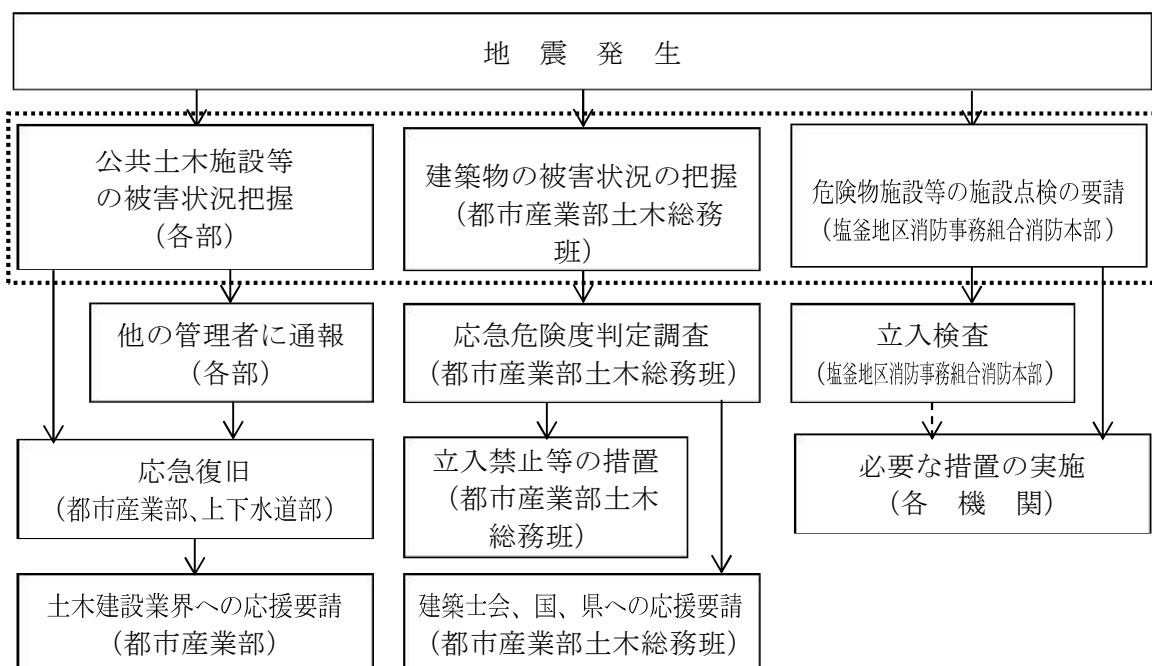 地　震　発　生
公共土木施設等
の被害状況把握
（各部）
建築物の被害状況の把握
（都市産業部土木総務
班）
危険物施設等の施設点検の要請
（塩釜地区消防事務組合消防本部）
他の管理者に通報
（各部）
応急危険度判定調査
（都市産業部土木総務班）
立入検査
（塩釜地区消防事務組合消防本部）
応急復旧
（都市産業部、上下水道部）
立入禁止等の措置
（都市産業部土木
総務班）
必要な措置の実施
（各　機　関）
土木建設業界への応援要請
（都市産業部）
建築士会、国、県への応援要請
（都市産業部土木総務班）